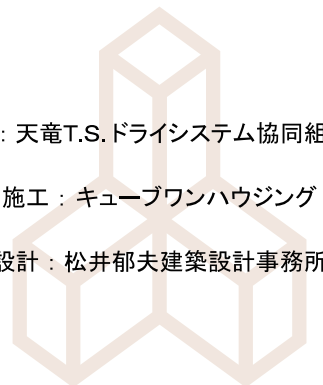 ：天竜T.S.ドライシステム協同組
施工：キューブワンハウジング
設計：松井郁夫建築設計事務所